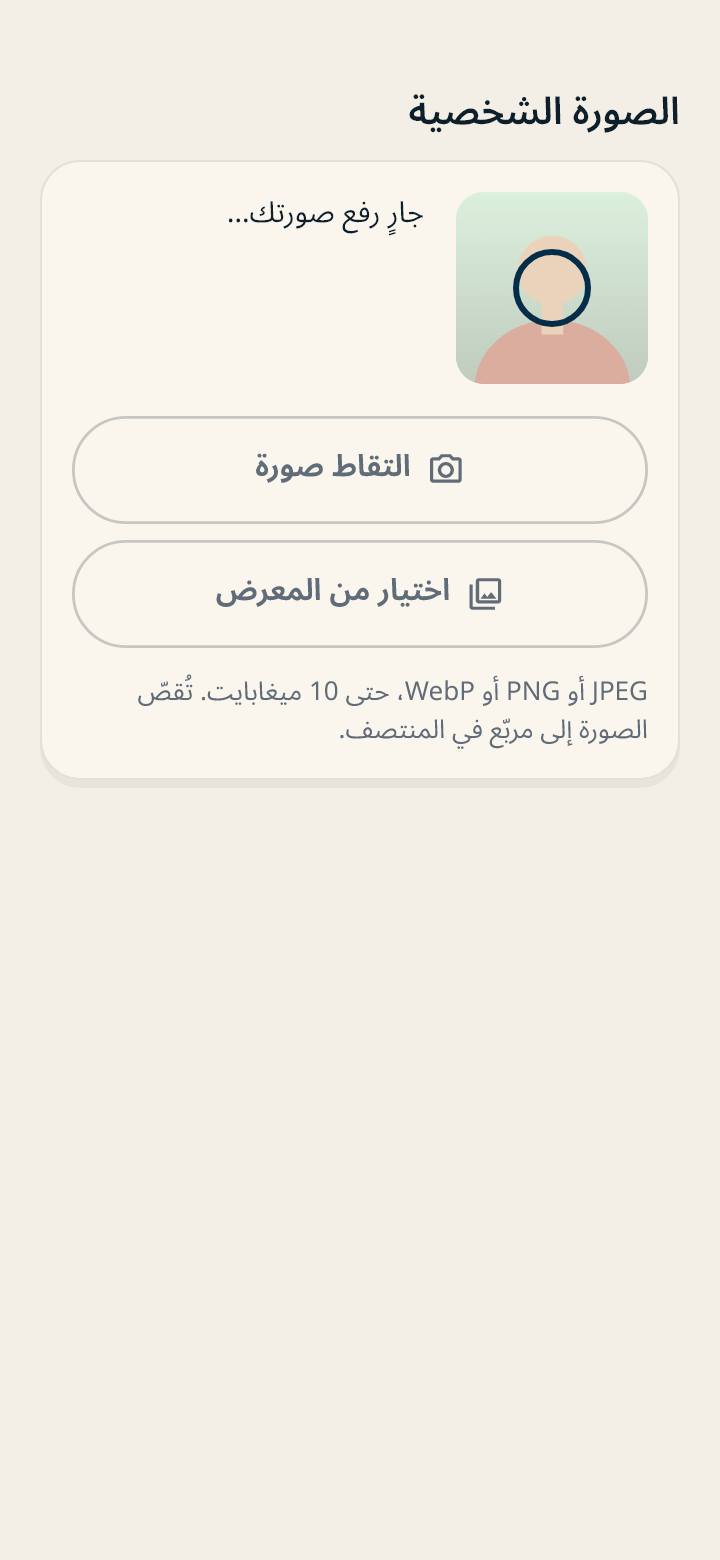 الصورة الشخصية
جارٍ رفع صورتك...
التقاط صورة
اختيار من المعرض
JPEG أو PNG أو WebP، حتى 10 ميغابايت. تُقصّ
الصورة إلى مربّع في المنتصف.